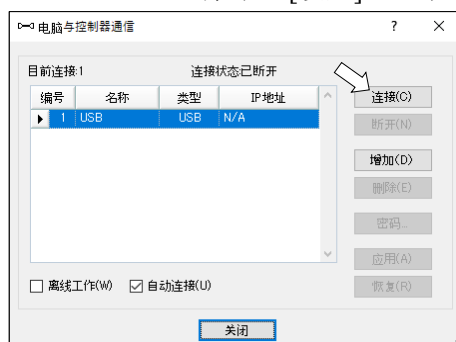 电脑与控制器通信
目前连接:1 连接状态已断开
编号 名称 类型 IP地址
1 USB USB N/A
连接(C)
断开(N)
增加(D)
删除(E)
密码...
应用(A)
恢复(R)
离线工作(W) 自动连接(U)
关闭